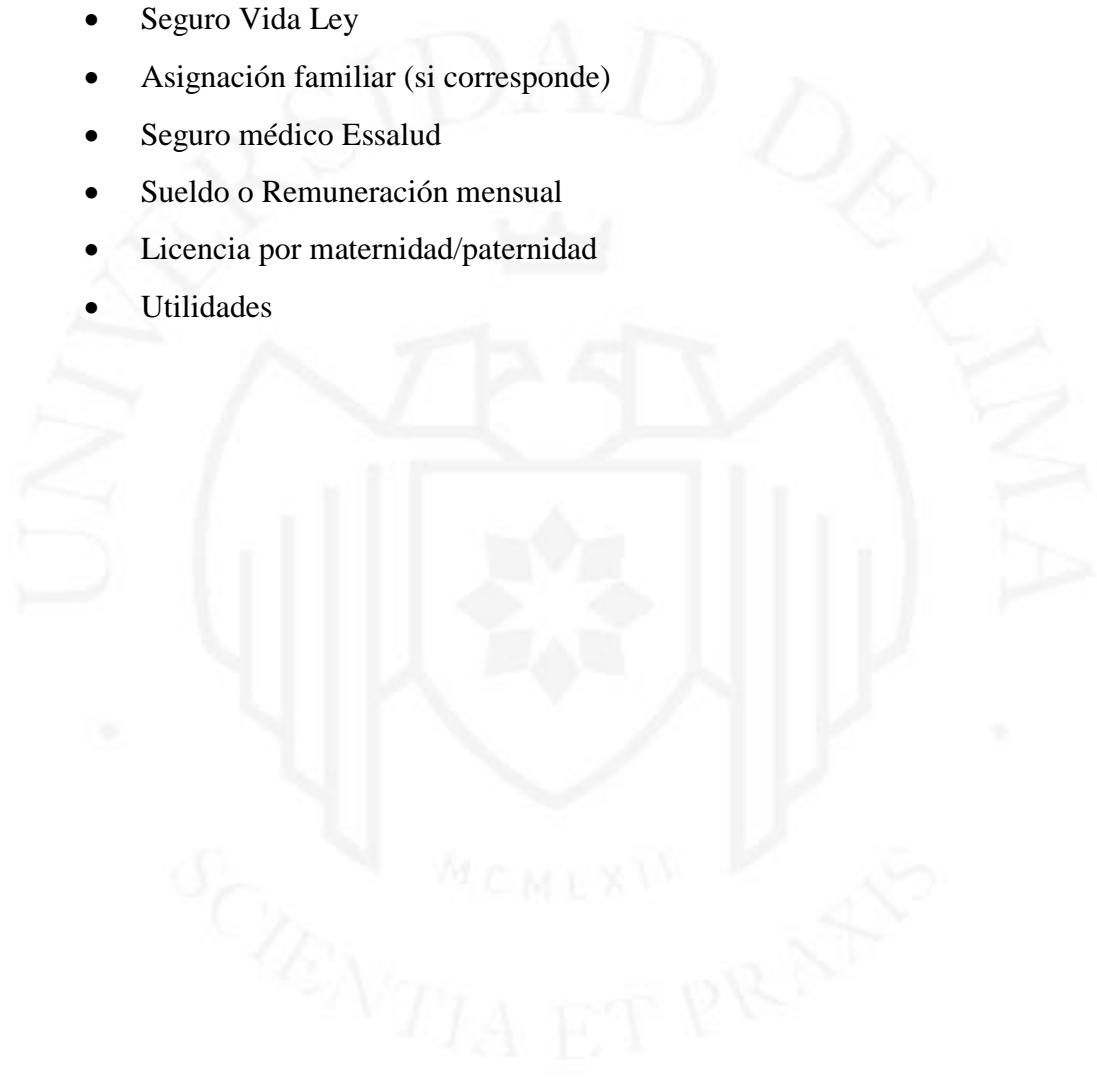 • Seguro Vida Ley
• Asignación familiar (si corresponde)
• Seguro médico Essalud
• Sueldo o Remuneración mensual
• Licencia por maternidad/paternidad
• Utilidades
UNIVERSIDAD DE LIMA
MCMLXII
SCIENTIA ET PRAXIS